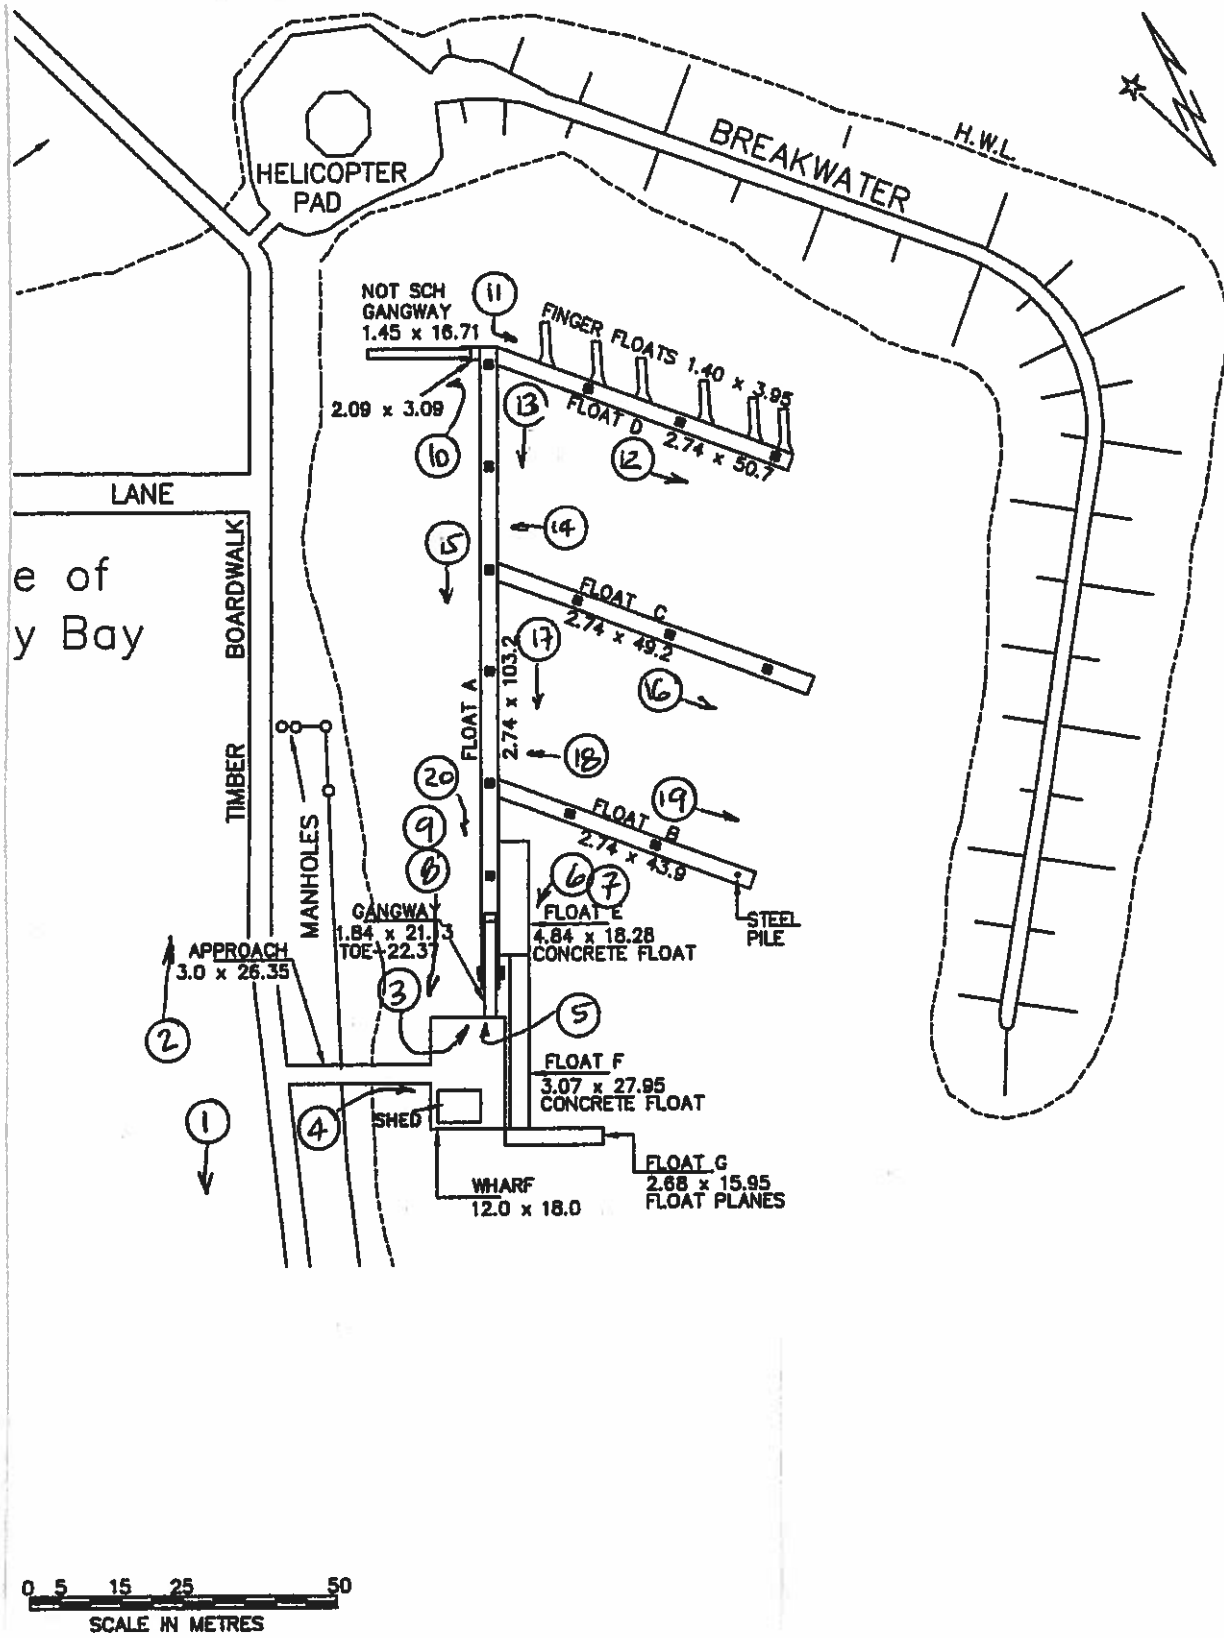 BREAKWATER
H.W.L.
HELICOPTER
PAD
NOT SCH
GANGWAY
1.45 x 16.71
11
FINGER FLOATS 1.40 x 3.95
2.09 x 3.09
13
FLOAT D
2.74 x 50.7
10
12
LANE
14
15
e of
y Bay
TIMBER BOARDWALK
FLOAT C
2.74 x 49.2
17
16
FLOAT A
2.74 x 103.2
18
20
19
FLOAT B
2.74 x 43.9
9
8
6
7
MANHOLES
GANGWAY
1.84 x 21.13
TOE-22.37
FLOAT E
4.84 x 18.28
CONCRETE FLOAT
STEEL
PILE
APPROACH
3.0 x 26.35
3
5
2
FLOAT F
3.07 x 27.95
CONCRETE FLOAT
1
4
SHED
WHARF
12.0 x 18.0
FLOAT G
2.68 x 15.95
FLOAT PLANES
0 5 15 25 50
SCALE IN METRES